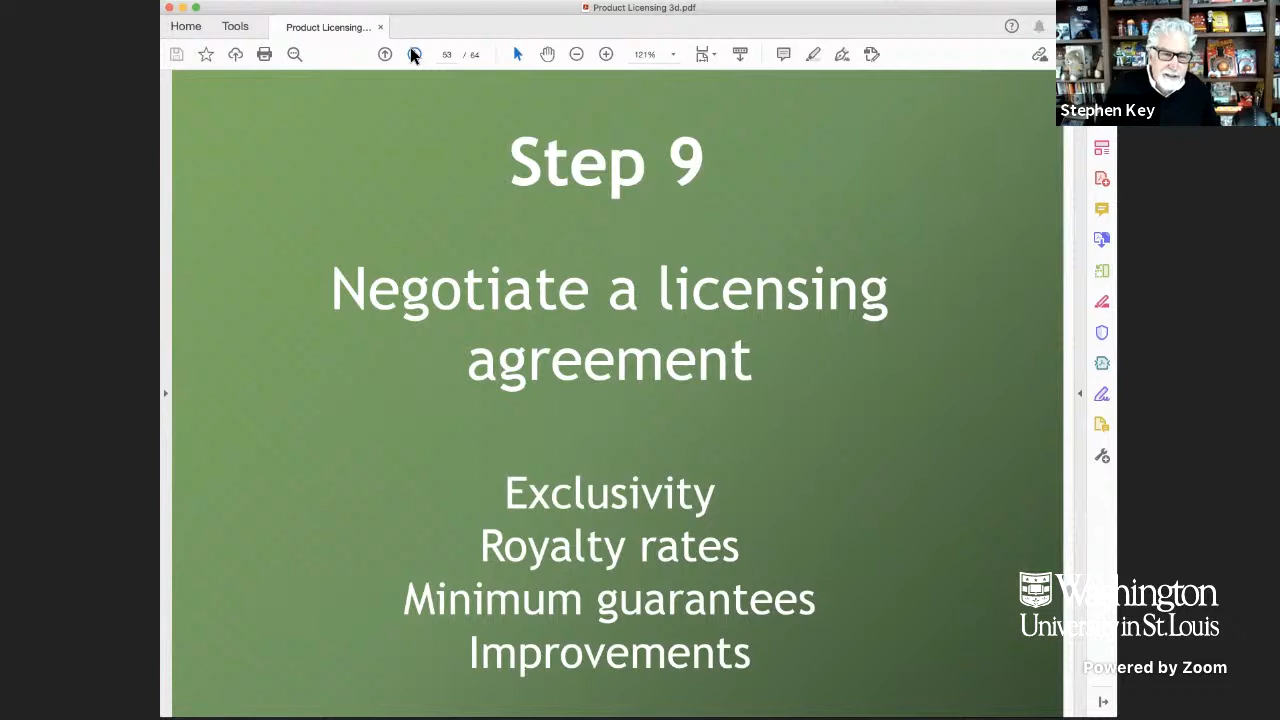 Product Licensing 3d.pdf
Home Tools Product Licensing... ×
/ 64 121%
Stephen Key
Step 9
Negotiate a licensing
agreement
Exclusivity
Royalty rates
Minimum guarantees
Improvements
Washington
University in St. Louis
Powered by Zoom